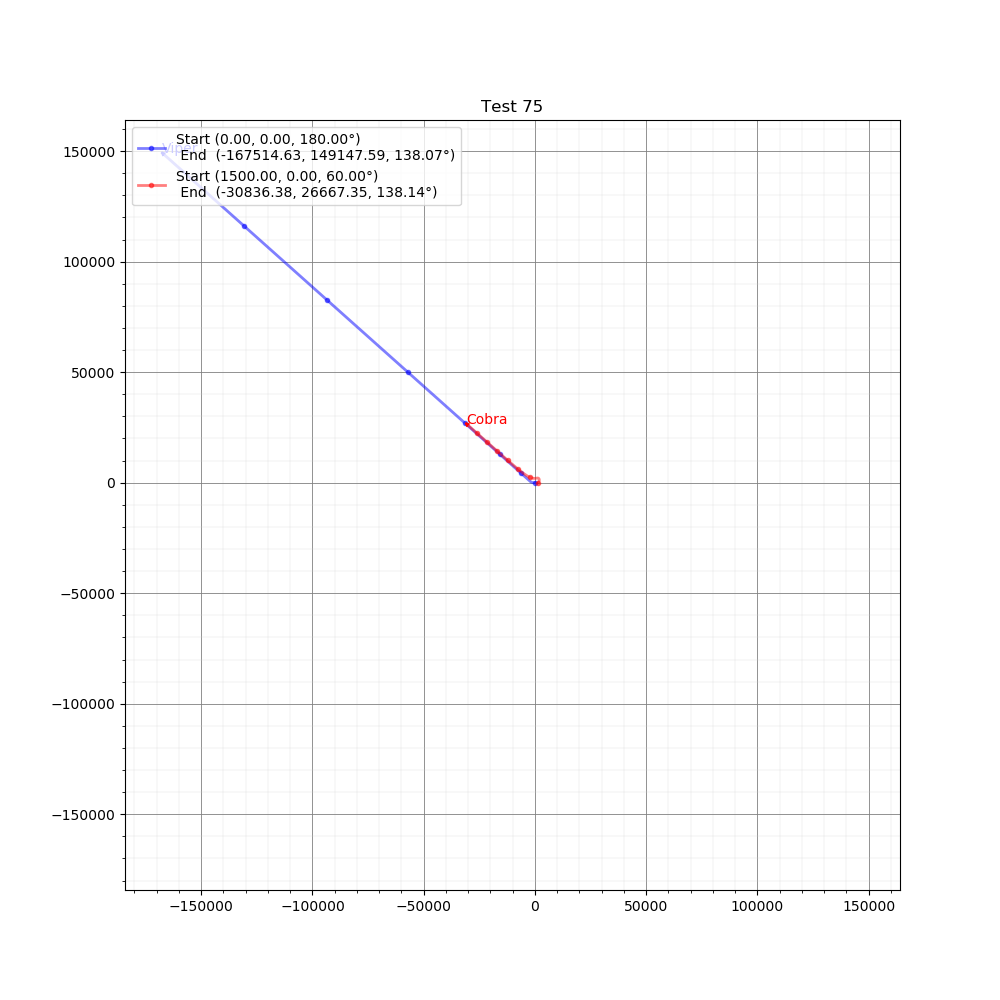 Test 75
Viper
Start (0.00, 0.00, 180.00°)
End (-167514.63, 149147.59, 138.07°)
Start (1500.00, 0.00, 60.00°)
End (-30836.38, 26667.35, 138.14°)
150000
100000
50000
0
−50000
−100000
−150000
Cobra
−150000
−100000
−50000
0
50000
100000
150000